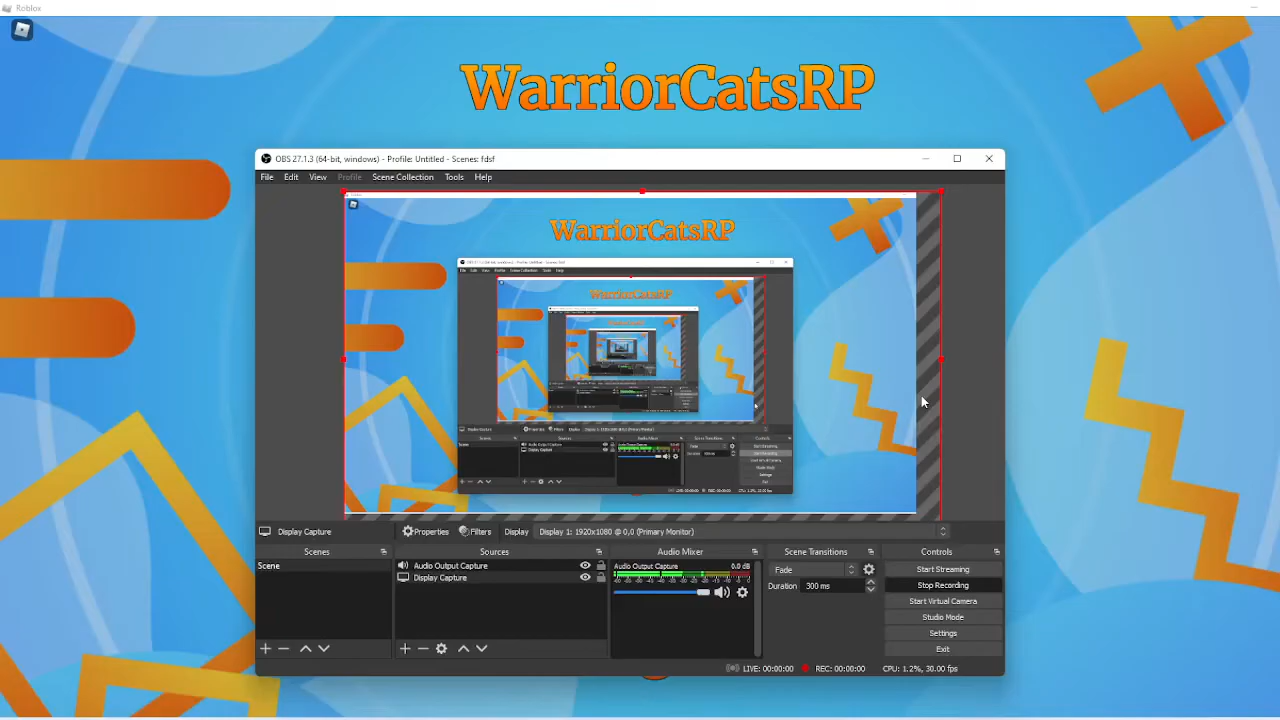 Roblox
WarriorCatsRP
OBS 27.1.3 (64-bit, windows) - Profile: Untitled - Scenes: fdsf
File Edit View Profile Scene Collection Tools Help
WarriorCatsRP
WarriorCatsRP
Display Capture Properties Filters Display Display 1: 1920x1080 @ 0,0 (Primary Monitor)
Scenes Sources Audio Mixer Scene Transitions Controls
Scene
Audio Output Capture
Display Capture
Audio Output Capture 0.0 dB
Fade
Duration 300 ms
Start Streaming
Stop Recording
Start Virtual Camera
Studio Mode
Settings
Exit
LIVE: 00:00:00 REC: 00:00:00 CPU: 1.2%, 30.00 fps